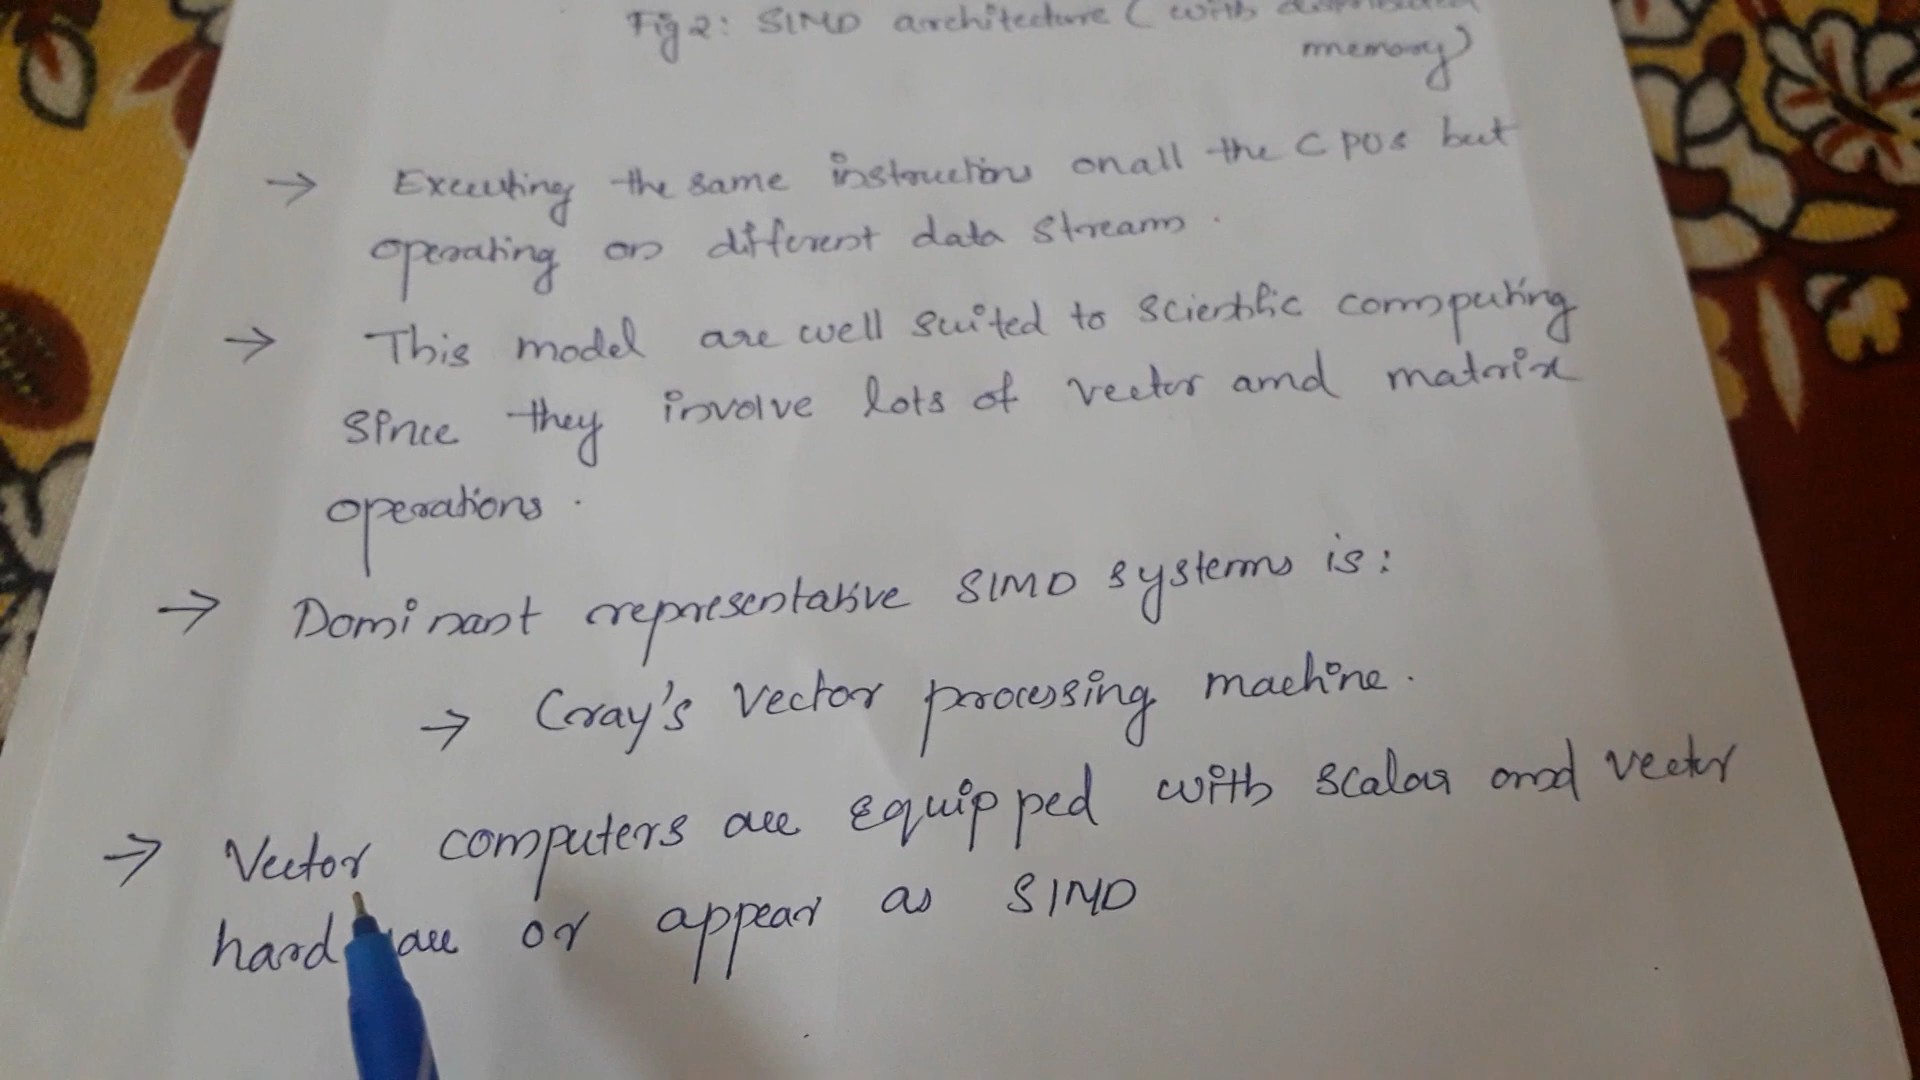 Fig 2: SIMD architecture ( with distributed
memory)
→ Executing the same instructions on all the CPUs but
operating on different data streams.
→ This model are well suited to scientific computing
since they involve lots of vector and matrix
operations.
→ Dominant representative SIMD systems is:
→ Cray's Vector processing machine.
→ Vector computers are equipped with scalar and vector
hardware or appear as SIMD